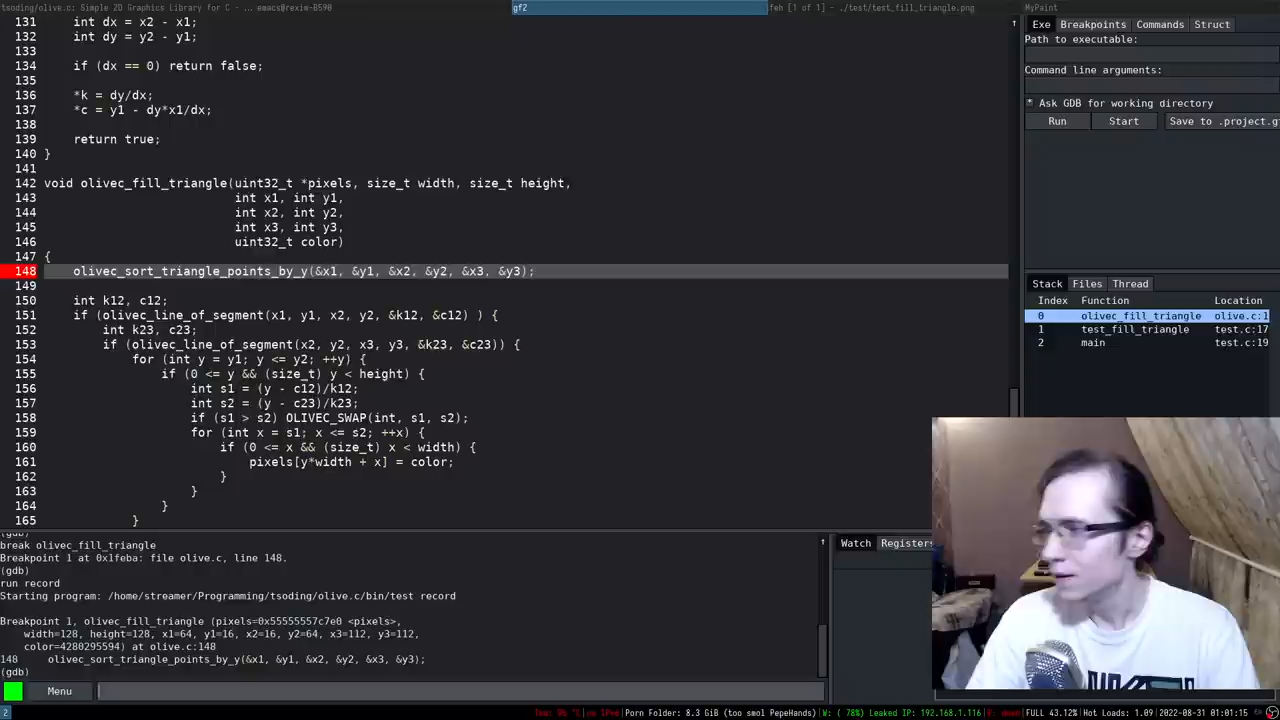 tsoding/olive.c: Simple 2D Graphics Library for C - ... emacs@rexim-B590
gf2
feh [1 of 1] - ./test/test_fill_triangle.png
MyPaint
131 int dx = x2 - x1;
132 int dy = y2 - y1;
133
134 if (dx == 0) return false;
135
136 *k = dy/dx;
137 *c = y1 - dy*x1/dx;
138
139 return true;
140 }
141
142 void olivec_fill_triangle(uint32_t *pixels, size_t width, size_t height,
143 int x1, int y1,
144 int x2, int y2,
145 int x3, int y3,
146 uint32_t color)
147 {
148 olivec_sort_triangle_points_by_y(&x1, &y1, &x2, &y2, &x3, &y3);
149
150 int k12, c12;
151 if (olivec_line_of_segment(x1, y1, x2, y2, &k12, &c12) ) {
152 int k23, c23;
153 if (olivec_line_of_segment(x2, y2, x3, y3, &k23, &c23)) {
154 for (int y = y1; y <= y2; ++y) {
155 if (0 <= y && (size_t) y < height) {
156 int s1 = (y - c12)/k12;
157 int s2 = (y - c23)/k23;
158 if (s1 > s2) OLIVEC_SWAP(int, s1, s2);
159 for (int x = s1; x <= s2; ++x) {
160 if (0 <= x && (size_t) x < width) {
161 pixels[y*width + x] = color;
162 }
163 }
164 }
165 }
Exe Breakpoints Commands Struct
Path to executable:
Command line arguments:
* Ask GDB for working directory
Run Start Save to .project.g
Stack Files Thread
Index Function Location
0 olivec_fill_triangle olive.c:1
1 test_fill_triangle test.c:17
2 main test.c:19
(gdb)
break olivec_fill_triangle
Breakpoint 1 at 0x1feba: file olive.c, line 148.
(gdb)
run record
Starting program: /home/streamer/Programming/tsoding/olive.c/bin/test record
Breakpoint 1, olivec_fill_triangle (pixels=0x55555557c7e0 <pixels>,
width=128, height=128, x1=64, y1=16, x2=16, y2=64, x3=112, y3=112,
color=4280295594) at olive.c:148
148 olivec_sort_triangle_points_by_y(&x1, &y1, &x2, &y2, &x3, &y3);
(gdb)
Menu
Watch Registers
2
Porn Folder: 8.3 GiB (too smol PepeHands) W: ( 78%) Leaked IP: 192.168.1.116 FULL 43.12% Hot Loads: 1.09 2022-08-31 01:01:15